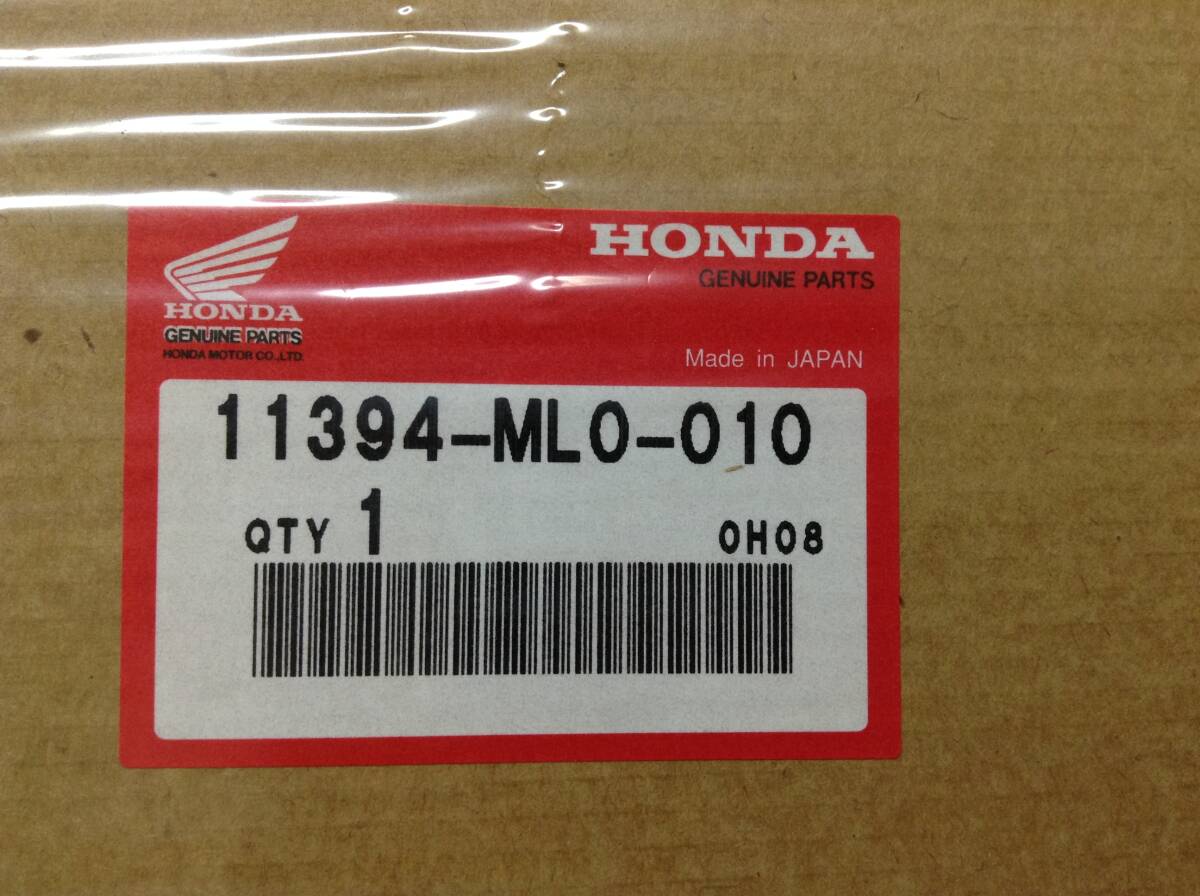 HONDA
GENUINE PARTS
HONDA MOTOR CO.,LTD.
HONDA
GENUINE PARTS
Made in JAPAN
11394-ML0-010
QTY 1 0H08